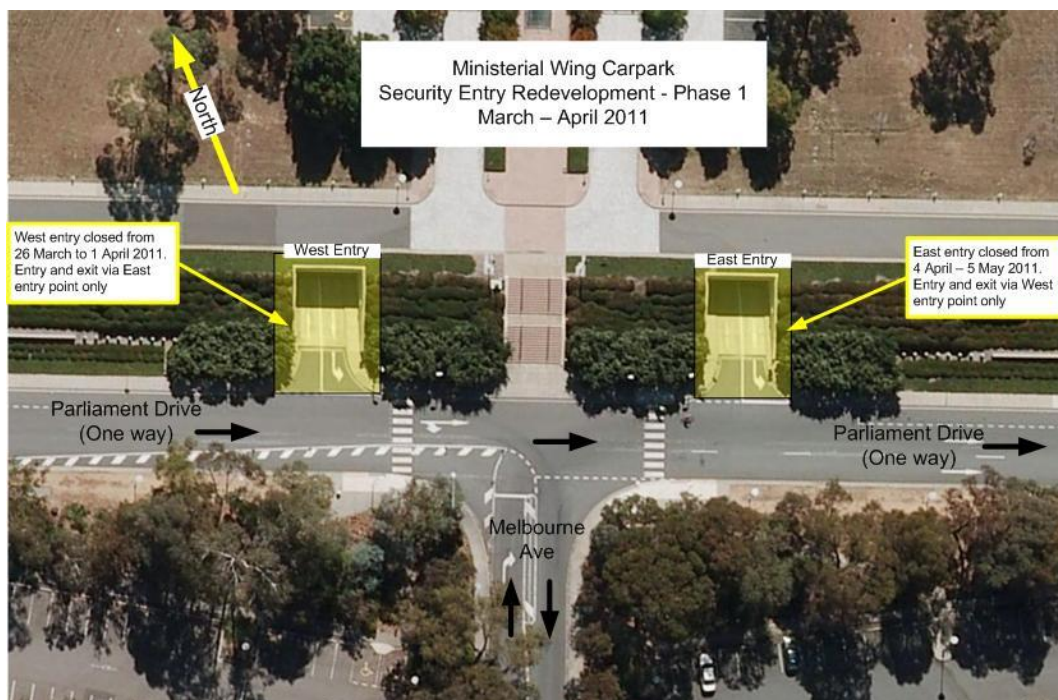 Ministerial Wing Carpark
Security Entry Redevelopment - Phase 1
March – April 2011
North
West entry closed from
26 March to 1 April 2011.
Entry and exit via East
entry point only
West Entry
East Entry
East entry closed from
4 April – 5 May 2011.
Entry and exit via West
entry point only
Parliament Drive
(One way)
Parliament Drive
(One way)
Melbourne
Ave